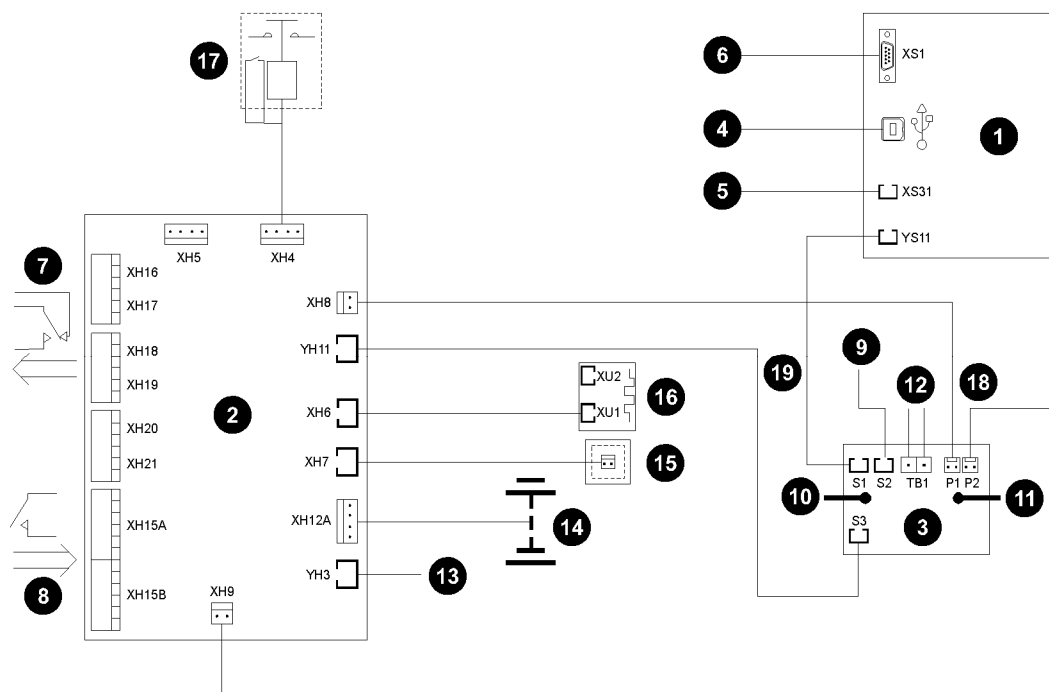 17
6
XS1
4
1
5
XS31
YS11
7
XH5
XH4
XH16
XH17
XH8
XH18
XH19
YH11
19
9
12
18
2
XU2
XU1
16
XH6
XH20
XH21
XH7
15
S1
S2
TB1
P1
P2
10
11
S3
3
XH15A
XH12A
14
8
XH15B
XH9
YH3
13